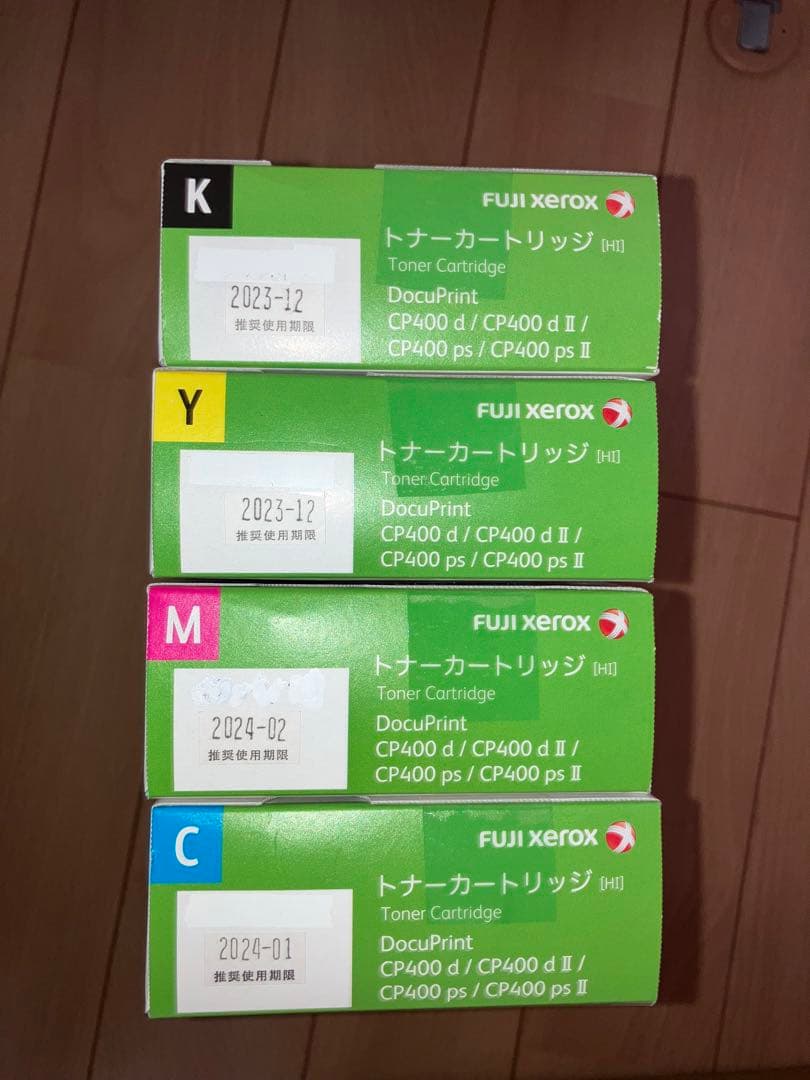 K
FUJI xerox
トナーカートリッジ [HI]
Toner Cartridge
DocuPrint
CP400 d / CP400 d Ⅱ /
CP400 ps / CP400 ps Ⅱ
2023-12
推奨使用期限
Y
FUJI xerox
トナーカートリッジ [HI]
Toner Cartridge
DocuPrint
CP400 d / CP400 d Ⅱ /
CP400 ps / CP400 ps Ⅱ
2023-12
推奨使用期限
M
FUJI xerox
トナーカートリッジ [HI]
Toner Cartridge
DocuPrint
CP400 d / CP400 d Ⅱ /
CP400 ps / CP400 ps Ⅱ
2024-02
推奨使用期限
C
FUJI xerox
トナーカートリッジ [HI]
Toner Cartridge
DocuPrint
CP400 d / CP400 d Ⅱ /
CP400 ps / CP400 ps Ⅱ
2024-01
推奨使用期限